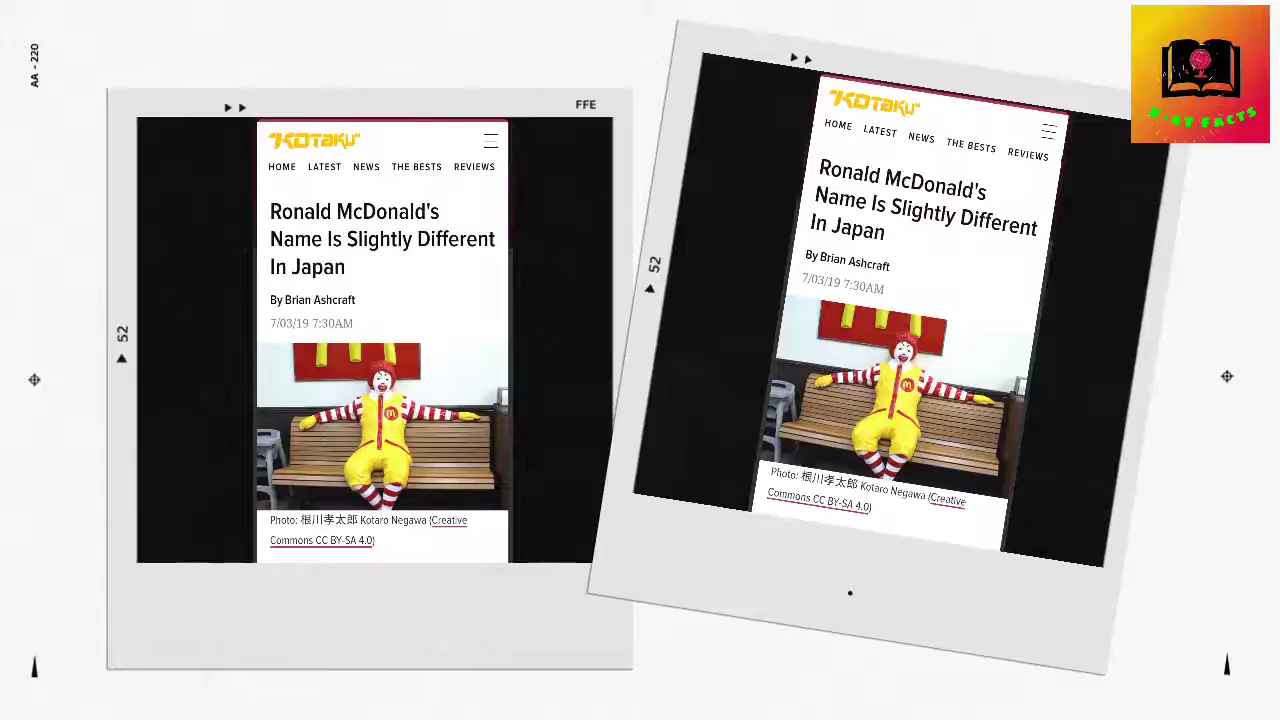 AA - 220
FFE
52
KOTAKU
HOME LATEST NEWS THE BESTS REVIEWS
Ronald McDonald's
Name Is Slightly Different
In Japan
By Brian Ashcraft
7/03/19 7:30AM
Photo: 根川孝太郎 Kotaro Negawa (Creative
Commons CC BY-SA 4.0)
52
KOTAKU
HOME LATEST NEWS THE BESTS REVIEWS
Ronald McDonald's
Name Is Slightly Different
In Japan
By Brian Ashcraft
7/03/19 7:30AM
Photo: 根川孝太郎 Kotaro Negawa (Creative
Commons CC BY-SA 4.0)